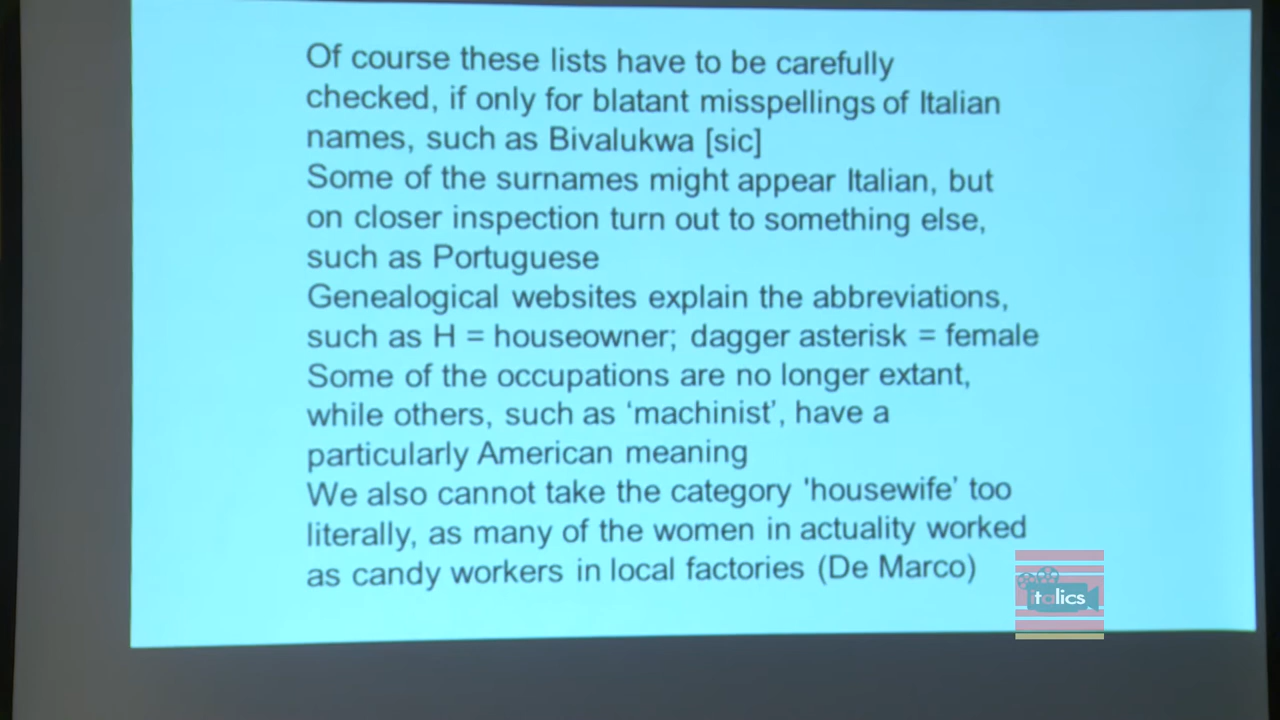 Of course these lists have to be carefully
checked, if only for blatant misspellings of Italian
names, such as Bivalukwa [sic]
Some of the surnames might appear Italian, but
on closer inspection turn out to something else,
such as Portuguese
Genealogical websites explain the abbreviations,
such as H = houseowner; dagger asterisk = female
Some of the occupations are no longer extant,
while others, such as ‘machinist’, have a
particularly American meaning
We also cannot take the category 'housewife’ too
literally, as many of the women in actuality worked
as candy workers in local factories (De Marco)
italics